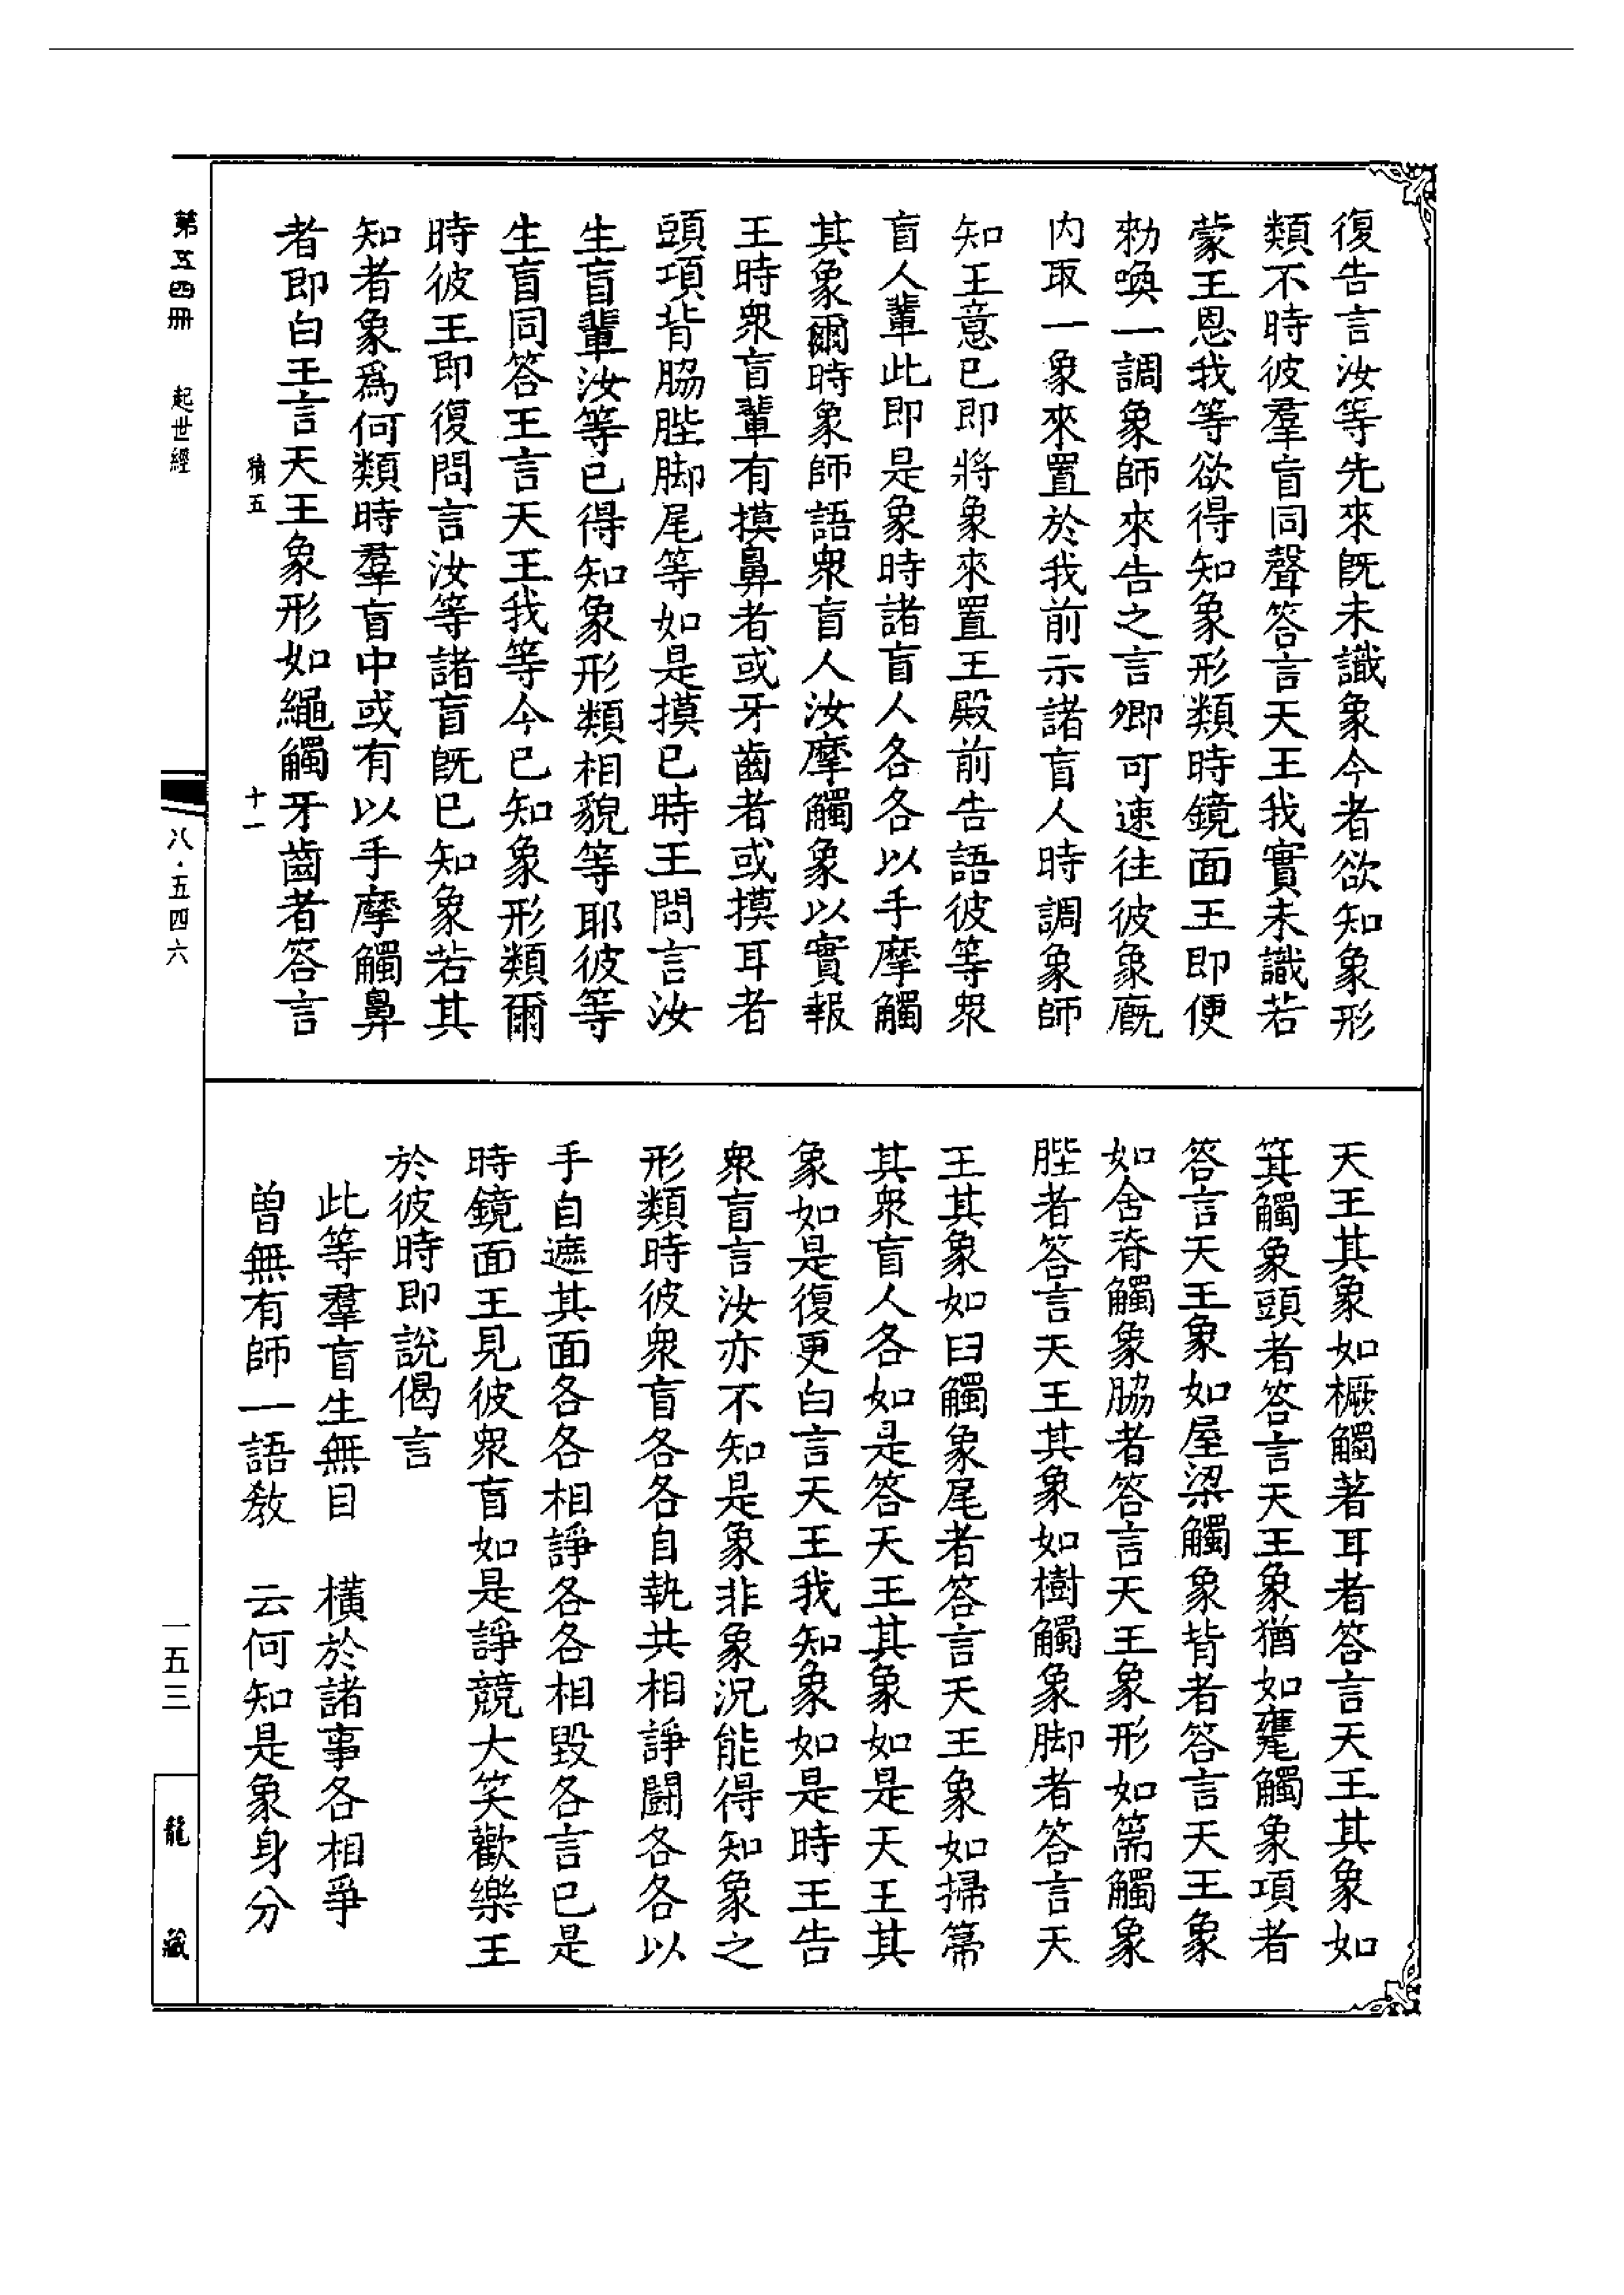 復告言汝等先來旣未識象今者欲知象形
類不時彼羣盲同聲答言天王我實未識若
蒙王恩我等欲得知象形類時鏡面王即便
勑喚一調象師來告之言卿可速往彼象廐
内取一象來置於我前示諸盲人時調象師
知王意已即將象來置王殿前告語彼等衆
盲人輩此即是象時諸盲人各各以手摩觸
其象爾時象師語衆盲人汝摩觸象以實報
王時衆盲輩有摸鼻者或牙齒者或摸耳者
頭項背脇䏶脚尾等如是摸已時王問言汝
生盲輩汝等已得知象形類相貌等耶彼等
生盲同答王言天王我等今已知象形類爾
時彼王即復問言汝等諸盲旣已知象若其
知者象爲何類時羣盲中或有以手摩觸鼻
者即白王言天王象形如繩觸牙齒者答言
積五 十一
天王其象如橛觸著耳者答言天王其象如
箕觸象頭者答言天王象猶如甕觸象項者
答言天王象如屋梁觸象背者答言天王象
如舍脊觸象脇者答言天王象形如篅觸象
䏶者答言天王其象如樹觸象脚者答言天
王其象如臼觸象尾者答言天王象如掃箒
其衆盲人各如是答天王其象如是天王其
象如是復更白言天王我知象如是時王告
衆盲言汝亦不知是象非象況能得知象之
形類時彼衆盲各各自執共相諍鬭各各以
手自遮其面各各相諍各各相毀各言已是
時鏡面王見彼衆盲如是諍競大笑歡樂王
於彼時即說偈言
此等羣盲生無目 橫於諸事各相爭
曾無有師一語敎 云何知是象身分
第五四冊 起世經
八·五四六
一五三
龍藏